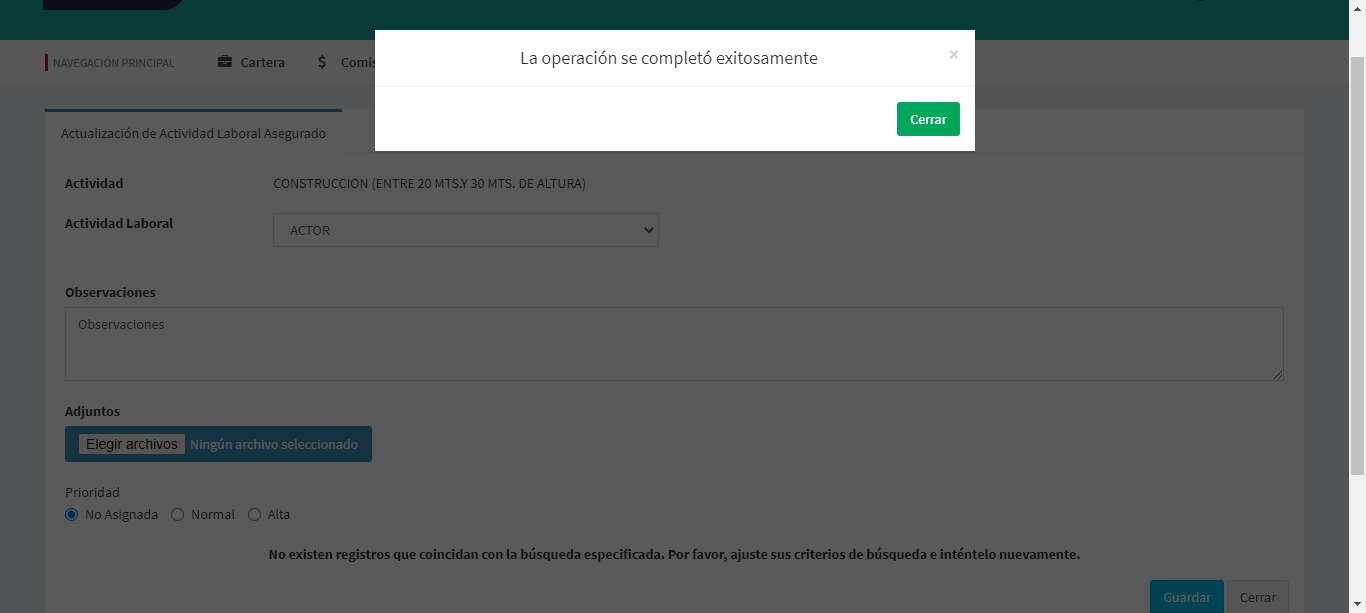 La operación se completó exitosamente
×
Cerrar
NAVEGACIÓN PRINCIPAL
Cartera
$ Comis
Actualización de Actividad Laboral Asegurado
Actividad CONSTRUCCION (ENTRE 20 MTS.Y 30 MTS. DE ALTURA)
Actividad Laboral ACTOR
Observaciones
Observaciones
Adjuntos
Elegir archivos Ningún archivo seleccionado
Prioridad
No Asignada Normal Alta
No existen registros que coincidan con la búsqueda especificada. Por favor, ajuste sus criterios de búsqueda e inténtelo nuevamente.
Guardar Cerrar